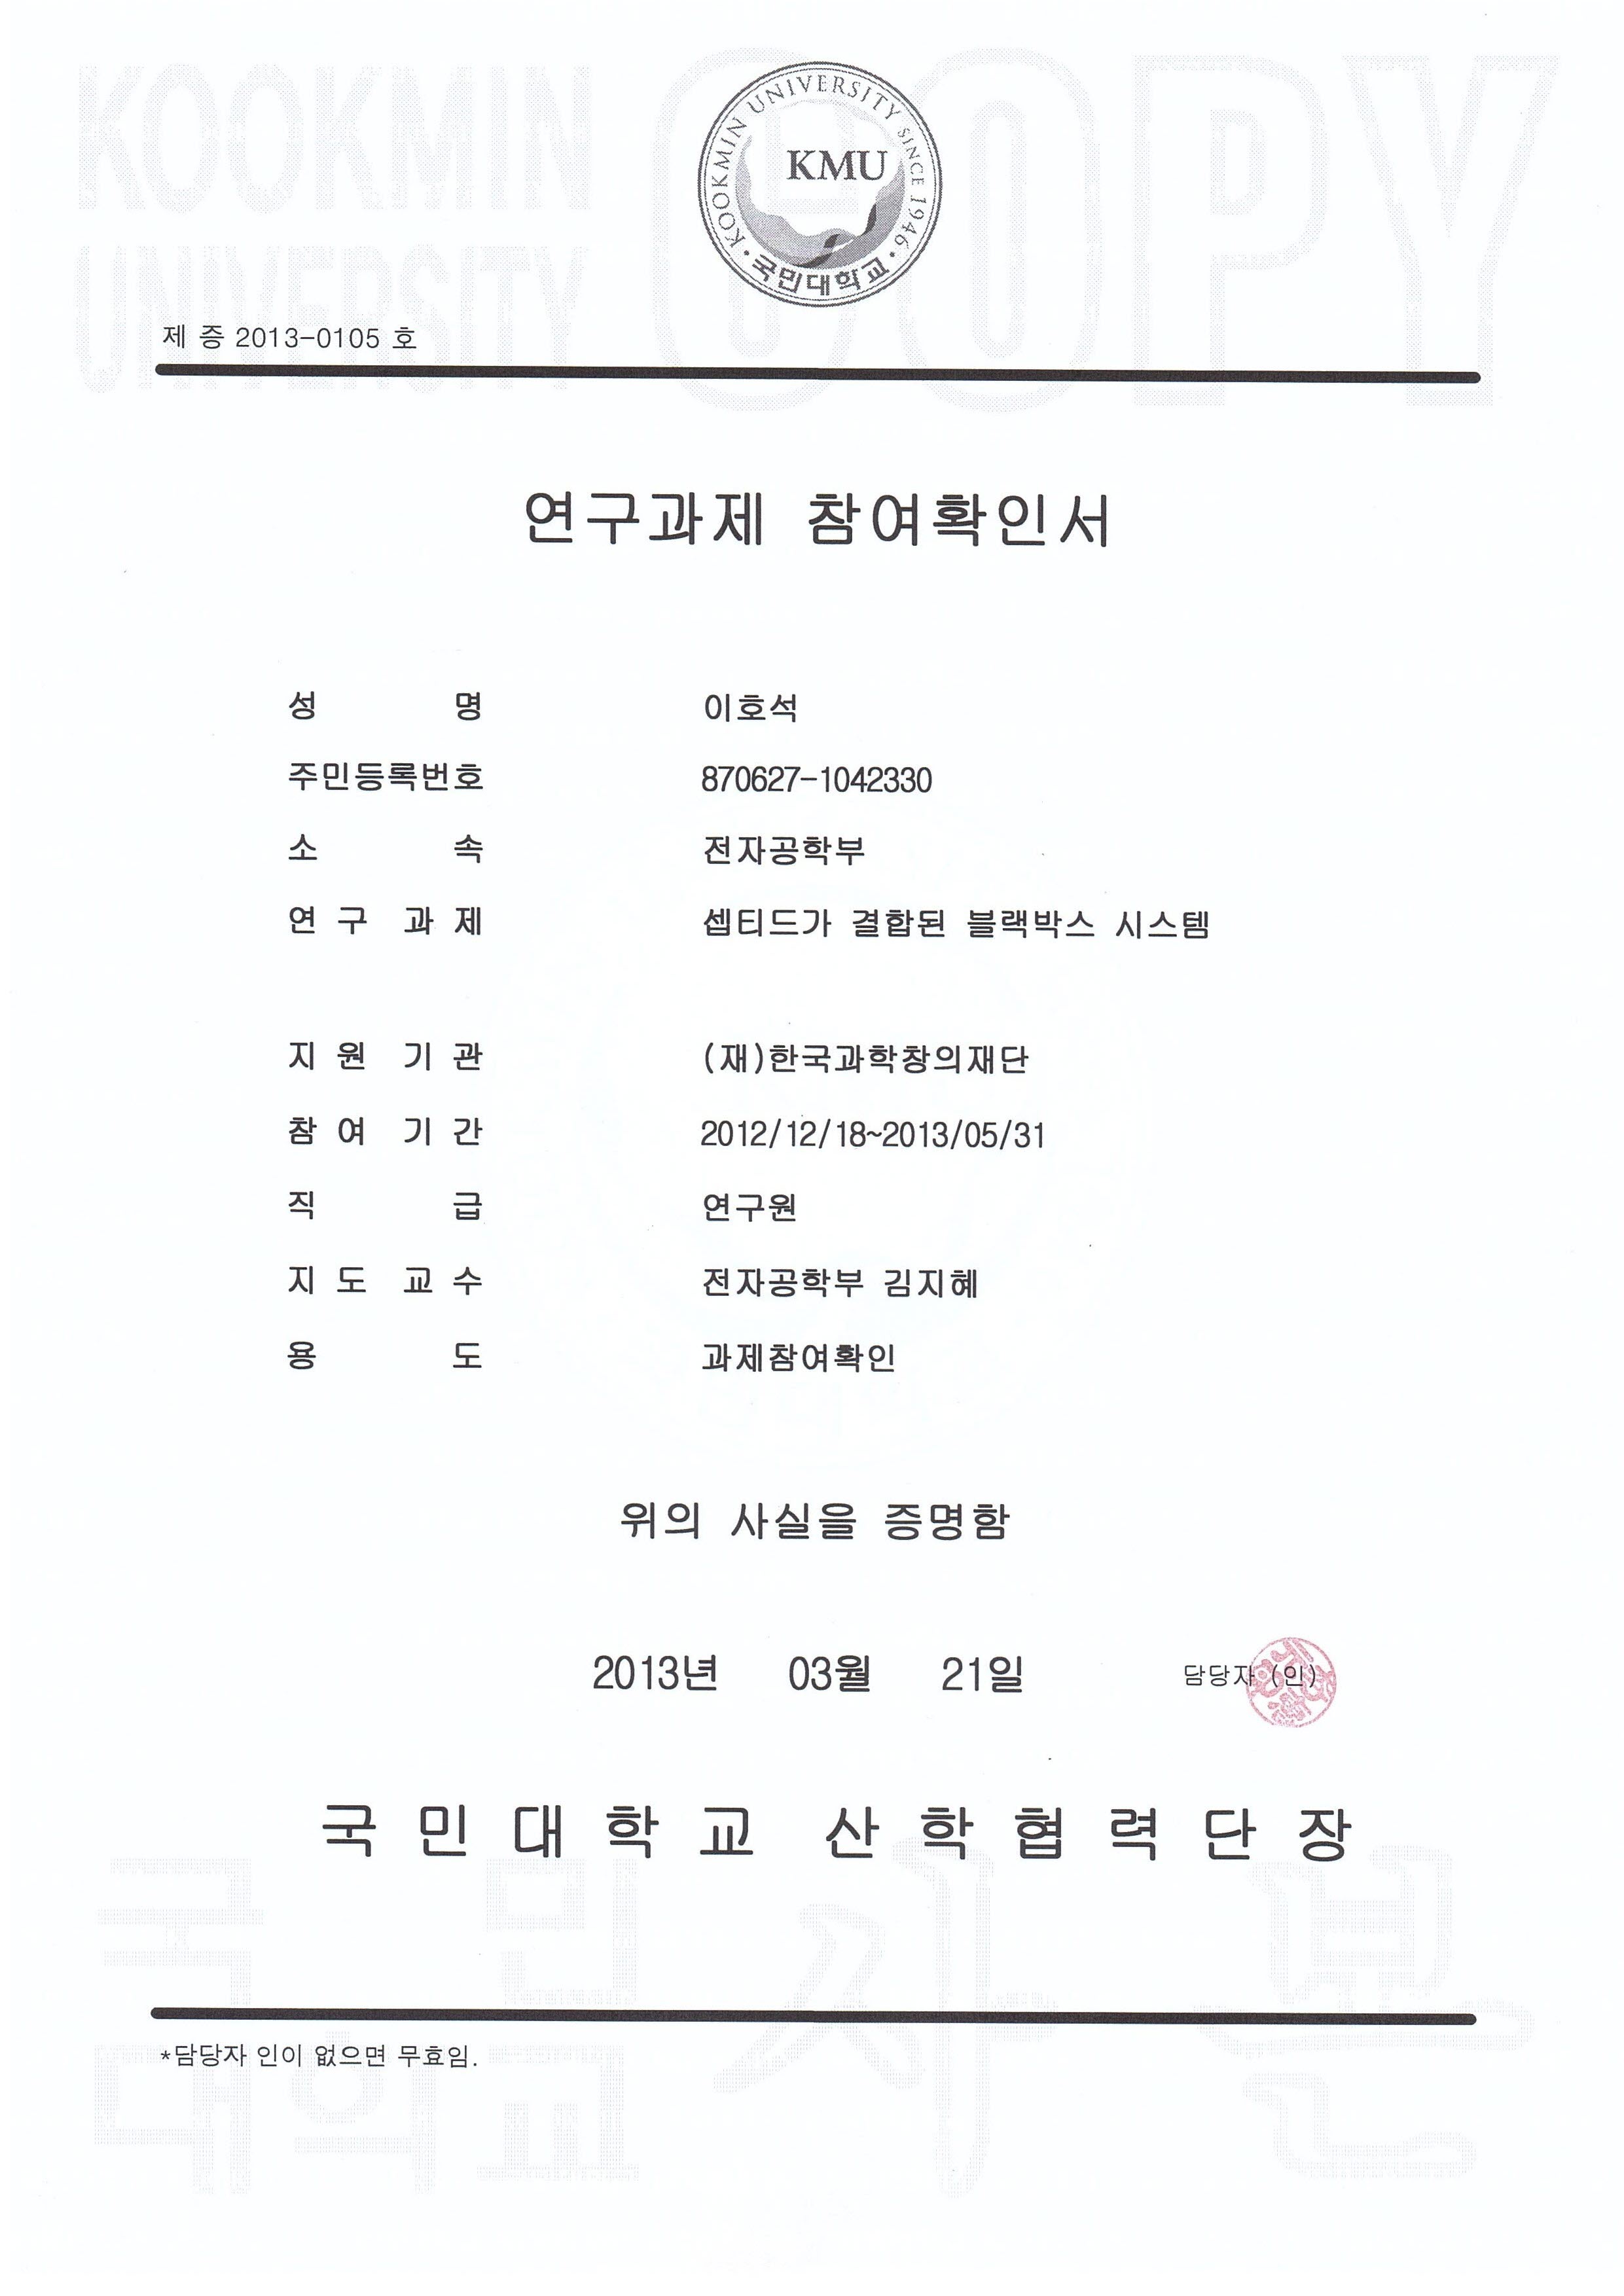 KOOKMIN UNIVERSITY COPY
KOOKMIN UNIVERSITY SINCE 1946
KMU
국민대학교
제 증 2013-0105 호
연구과제 참여확인서
성 명 이호석
주민등록번호 870627-1042330
소 속 전자공학부
연 구 과 제 셉티드가 결합된 블랙박스 시스템
지 원 기 관 (재)한국과학창의재단
참 여 기 간 2012/12/18~2013/05/31
직 급 연구원
지 도 교 수 전자공학부 김지혜
용 도 과제참여확인
위의 사실을 증명함
2013년 03월 21일 담당자 (인)
국 민 대 학 교 산 학 협 력 단 장
*담당자 인이 없으면 무효임.
국민대학교 사본